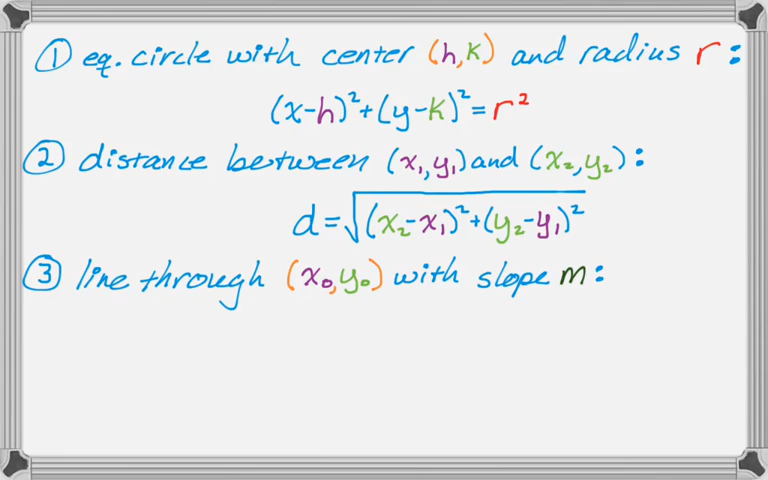 ① eq. circle with center (h,k) and radius r:
(x-h)²+(y-k)²=r²
② distance between (x₁,y₁) and (x₂,y₂):
d=√(x₂-x₁)²+(y₂-y₁)²
③ line through (x₀,y₀) with slope m: